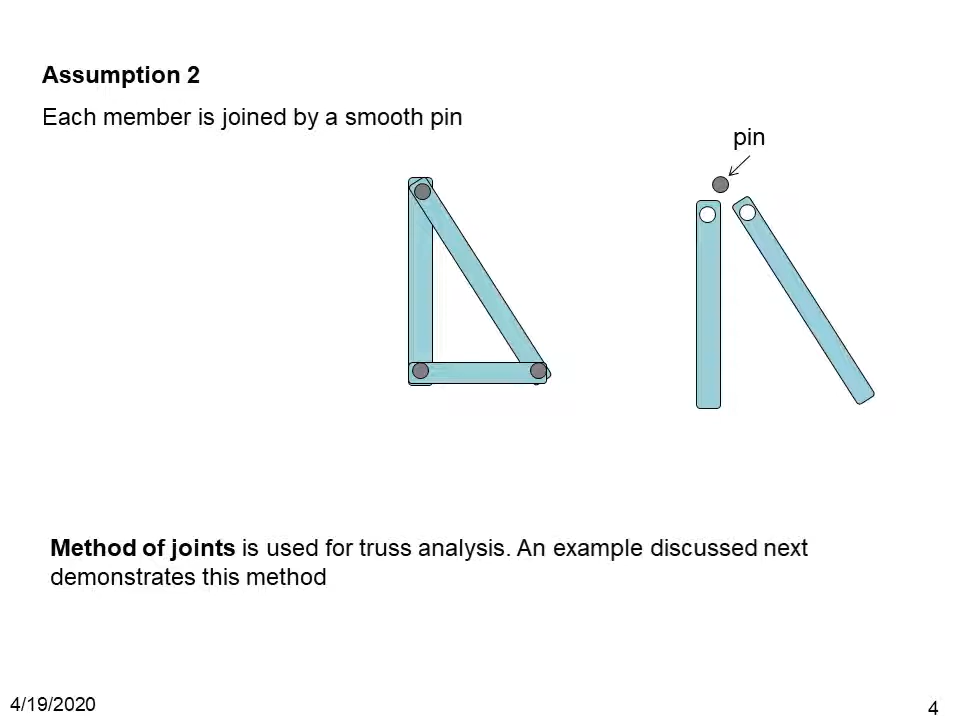 Assumption 2
Each member is joined by a smooth pin
pin
Method of joints is used for truss analysis. An example discussed next
demonstrates this method
4/19/2020
4